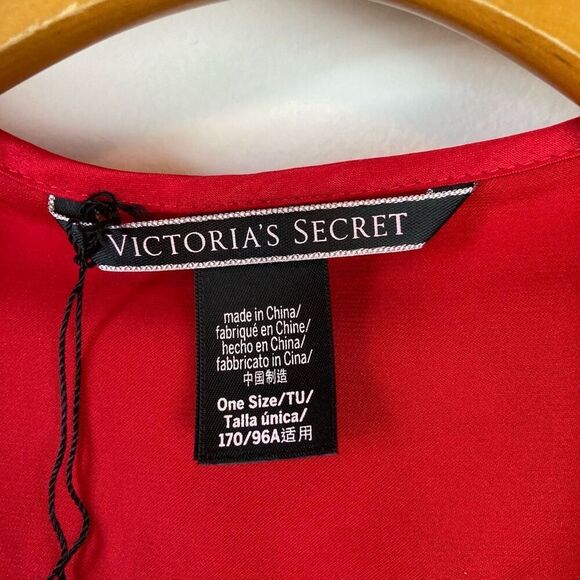 VICTORIA'S SECRET
made in China/
fabriqué en Chine/
hecho en China/
fabbricato in Cina/
中国制造
One Size/TU/
Talla única/
170/96A适用